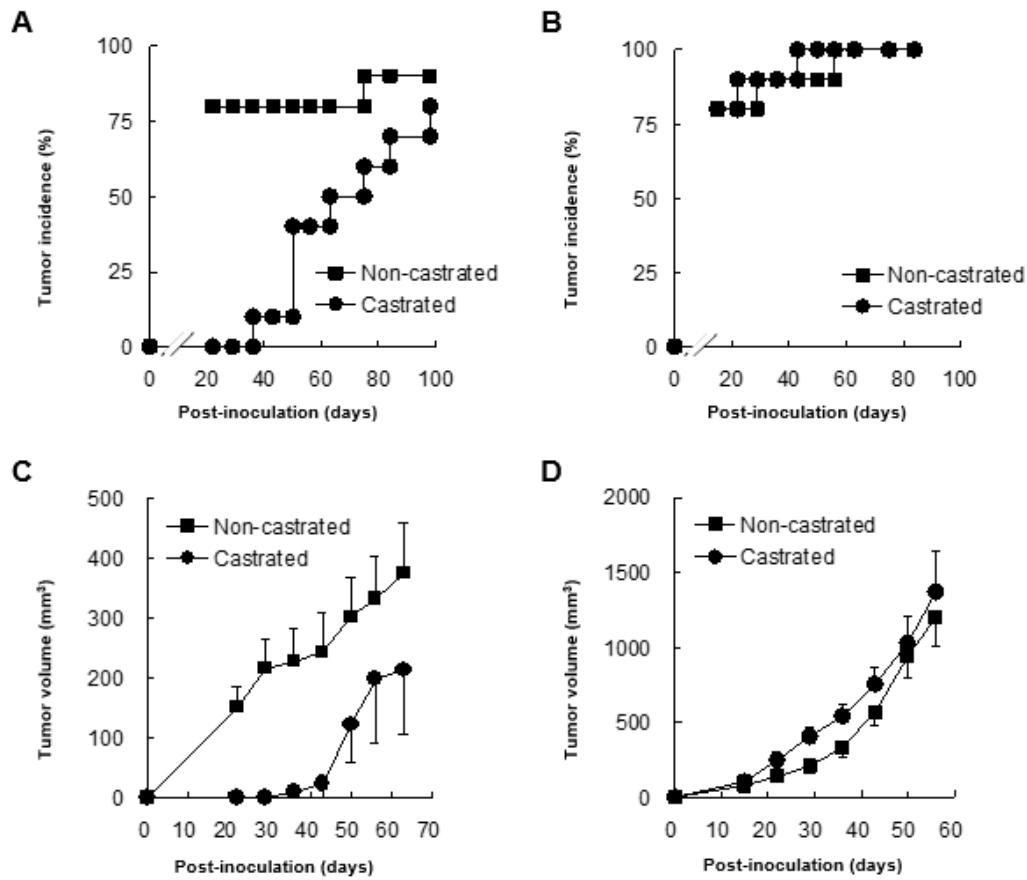 A
100
75
50
25
0
Tumor incidence (%)
Non-castrated
Castrated
0 20 40 60 80 100
Post-inoculation (days)
B
100
75
50
25
0
Tumor incidence (%)
Non-castrated
Castrated
0 20 40 60 80 100
Post-inoculation (days)
C
500
400
300
200
100
0
Tumor volume (mm³)
Non-castrated
Castrated
0 10 20 30 40 50 60 70
Post-inoculation (days)
D
2000
1500
1000
500
0
Tumor volume (mm³)
Non-castrated
Castrated
0 10 20 30 40 50 60
Post-inoculation (days)